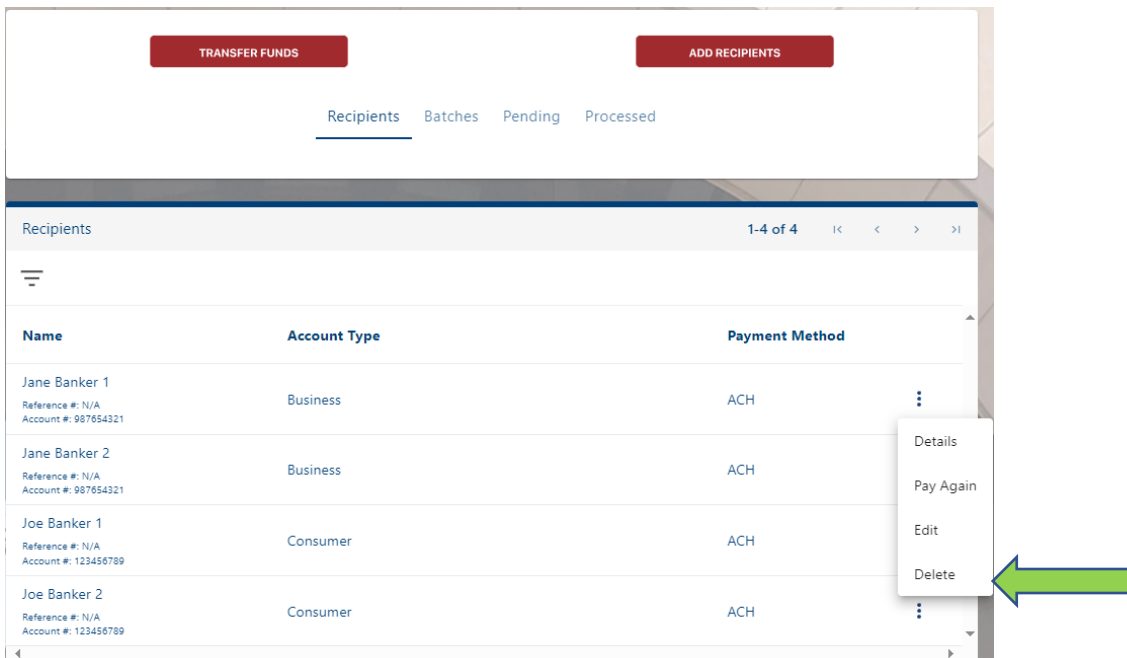 TRANSFER FUNDS
ADD RECIPIENTS
Recipients Batches Pending Processed
Recipients 1-4 of 4
Name Account Type Payment Method
Jane Banker 1
Reference #: N/A
Account #: 987654321
Business ACH
Jane Banker 2
Reference #: N/A
Account #: 987654321
Business ACH
Joe Banker 1
Reference #: N/A
Account #: 123456789
Consumer ACH
Joe Banker 2
Reference #: N/A
Account #: 123456789
Consumer ACH
Details
Pay Again
Edit
Delete